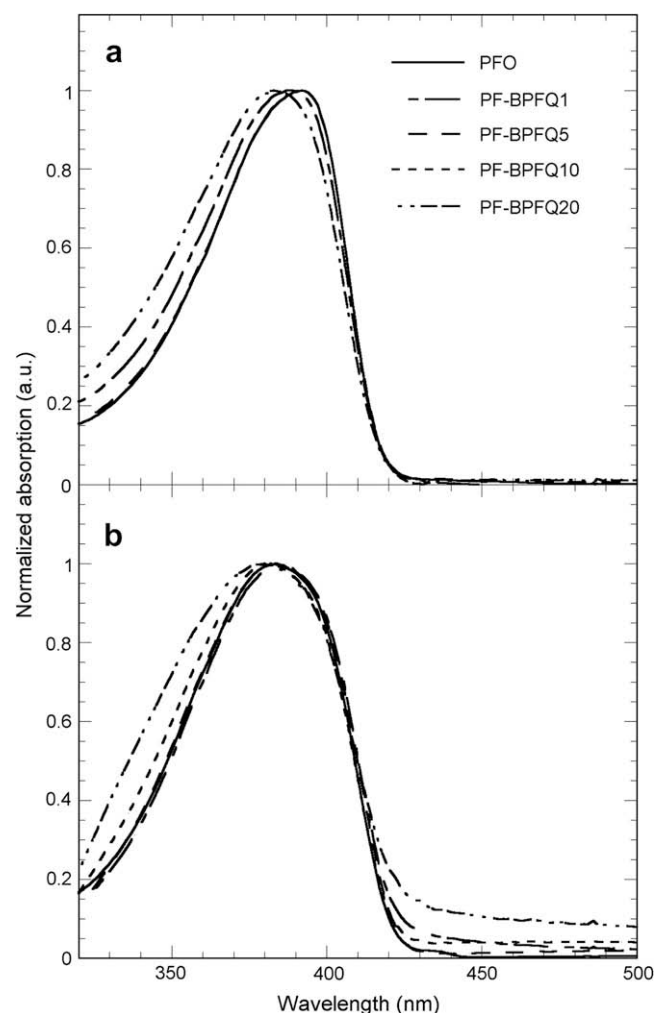 a
PFO
PF-BPFQ1
PF-BPFQ5
PF-BPFQ10
PF-BPFQ20
1
0.8
0.6
0.4
0.2
0
b
1
0.8
0.6
0.4
0.2
0
350
400
450
500
Normalized absorption (a.u.)
Wavelength (nm)